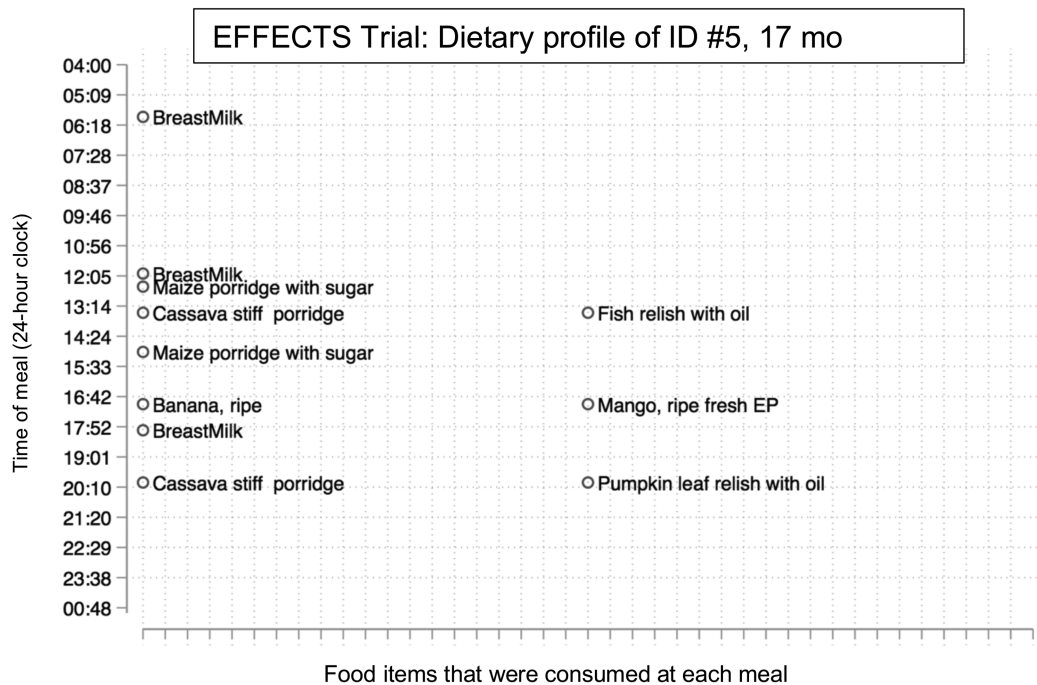 EFFECTS Trial: Dietary profile of ID #5, 17 mo
Time of meal (24-hour clock)
04:00
05:09
BreastMilk
06:18
07:28
08:37
09:46
10:56
BreastMilk
12:05
Maize porridge with sugar
13:14
Cassava stiff  porridge
Fish relish with oil
14:24
Maize porridge with sugar
15:33
16:42
Banana, ripe
Mango, ripe fresh EP
17:52
BreastMilk
19:01
Cassava stiff  porridge
Pumpkin leaf relish with oil
20:10
21:20
22:29
23:38
00:48
Food items that were consumed at each meal